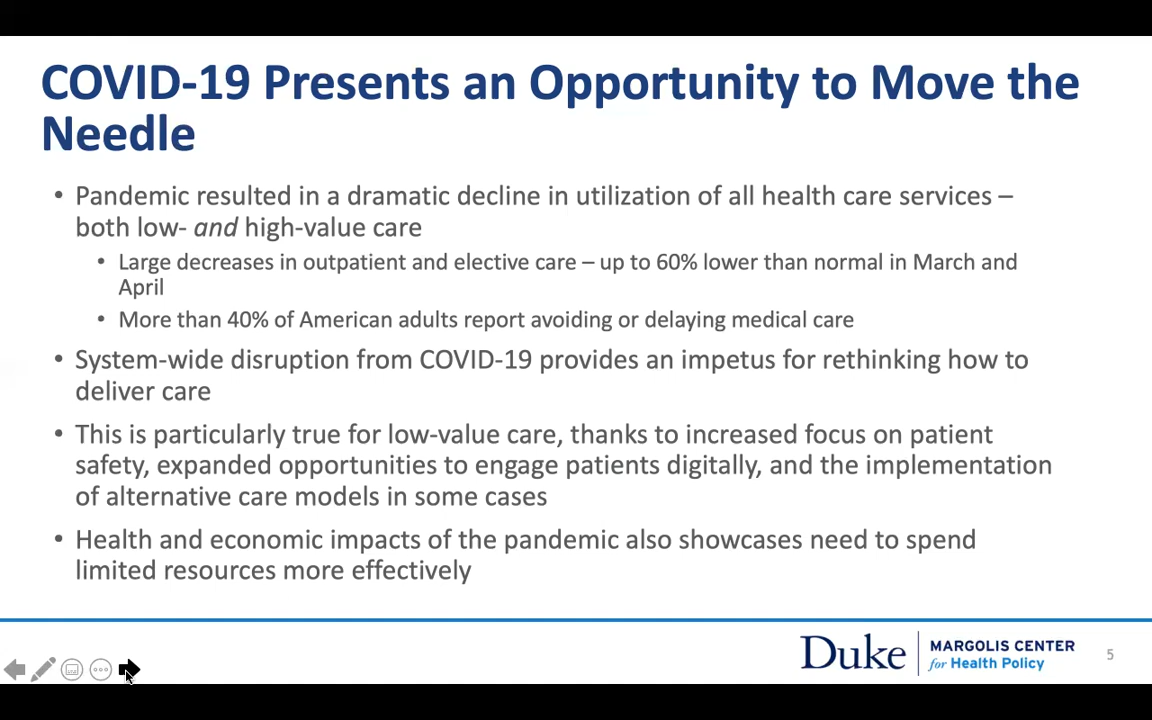 COVID-19 Presents an Opportunity to Move the
Needle
• Pandemic resulted in a dramatic decline in utilization of all health care services –
both low- and high-value care
• Large decreases in outpatient and elective care – up to 60% lower than normal in March and
April
• More than 40% of American adults report avoiding or delaying medical care
• System-wide disruption from COVID-19 provides an impetus for rethinking how to
deliver care
• This is particularly true for low-value care, thanks to increased focus on patient
safety, expanded opportunities to engage patients digitally, and the implementation
of alternative care models in some cases
• Health and economic impacts of the pandemic also showcases need to spend
limited resources more effectively
Duke
MARGOLIS CENTER
for Health Policy
5